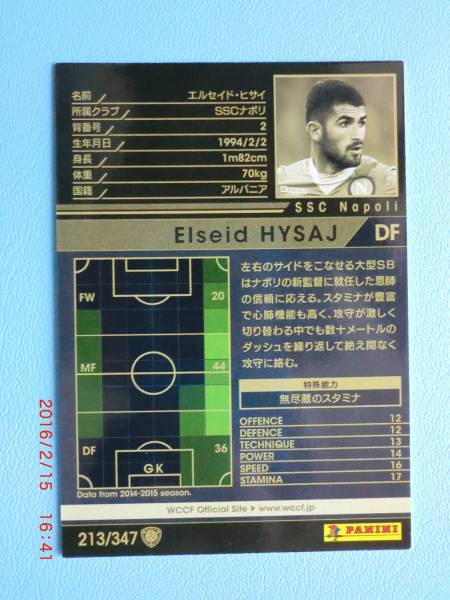 名前 エルセイド・ヒサイ
所属クラブ SSCナポリ
背番号 2
生年月日 1994/2/2
身長 1m82cm
体重 70kg
国籍 アルバニア
N
SSC Napoli
Elseid HYSAJ DF
FW 20
MF 44
DF 36
GK
Data from 2014-2015 season.
左右のサイドをこなせる大型SB
はナポリの新監督に就任した恩師
の信頼に応える。スタミナが豊富
で心肺機能も高く、攻守が激しく
切り替わる中でも数十メートルの
ダッシュを繰り返して絶え間なく
攻守に絡む。
特殊能力
無尽蔵のスタミナ
OFFENCE 12
DEFENCE 12
TECHNIQUE 13
POWER 14
SPEED 16
STAMINA 17
WCCF Official Site ▶ www.wccf.jp
213/347
PANINI
2016/2/15 16:41